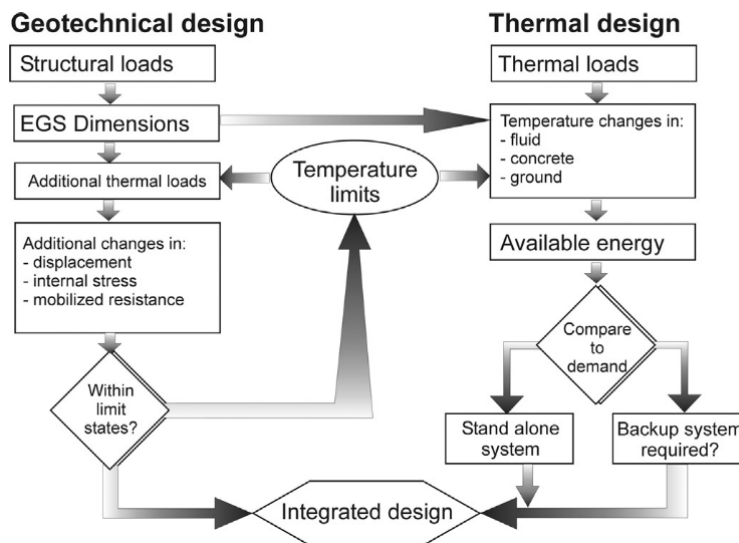 Geotechnical design
Structural loads
EGS Dimensions
Additional thermal loads
Additional changes in:
- displacement
- internal stress
- mobilized resistance
Within
limit
states?
Temperature
limits
Thermal design
Thermal loads
Temperature changes in:
- fluid
- concrete
- ground
Available energy
Compare
to
demand
Stand alone
system
Backup system
required?
Integrated design